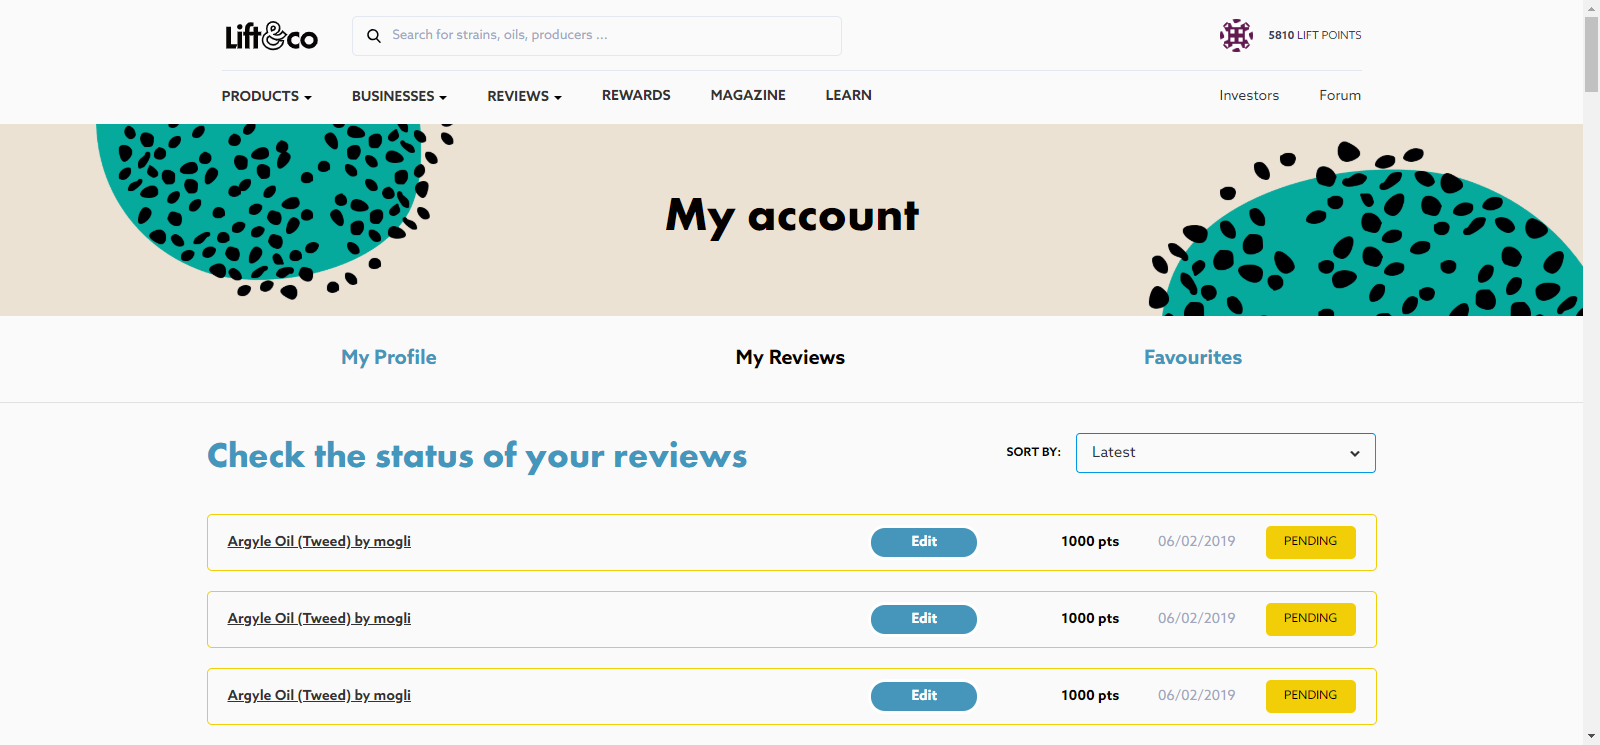 Lift&co
Search for strains, oils, producers ...
5810 LIFT POINTS
PRODUCTS BUSINESSES REVIEWS REWARDS MAGAZINE LEARN Investors Forum
My account
My Profile My Reviews Favourites
Check the status of your reviews SORT BY: Latest
Argyle Oil (Tweed) by mogli Edit 1000 pts 06/02/2019 PENDING
Argyle Oil (Tweed) by mogli Edit 1000 pts 06/02/2019 PENDING
Argyle Oil (Tweed) by mogli Edit 1000 pts 06/02/2019 PENDING